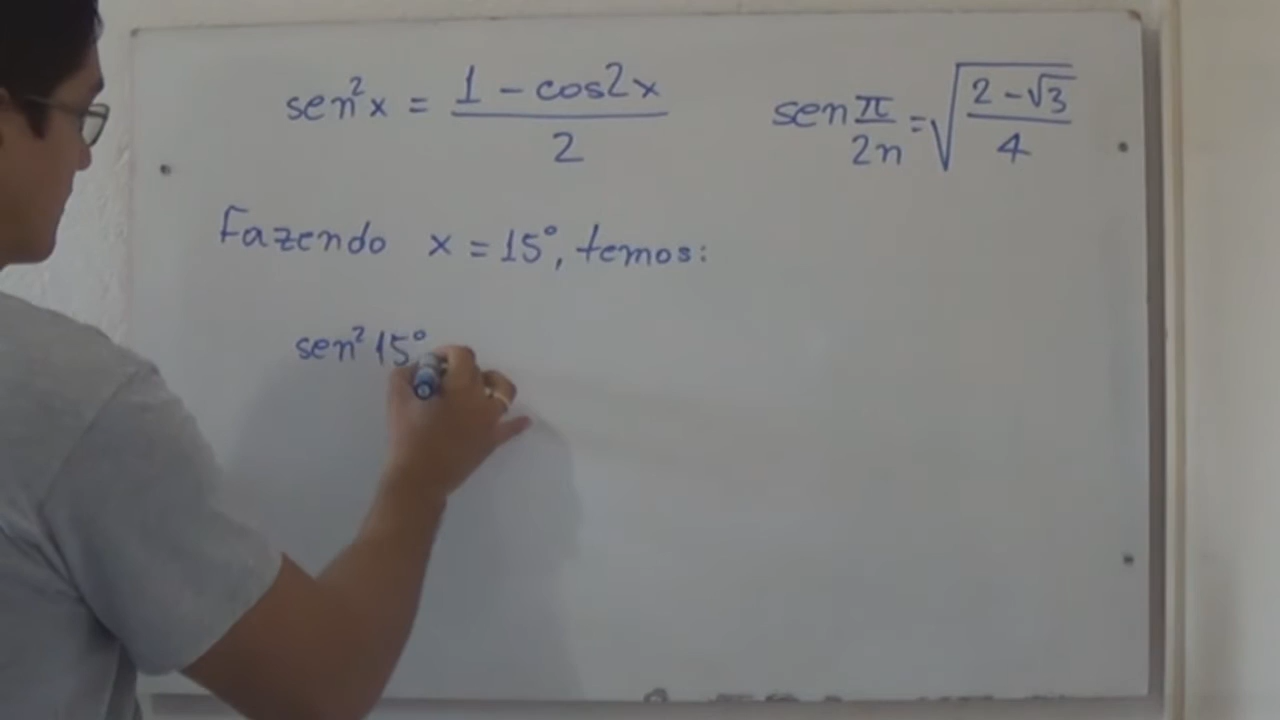 sen²x = (1 - cos2x)/2
sen π/2n = √((2 - √3)/4)
Fazendo x = 15°, temos:
sen² 15°